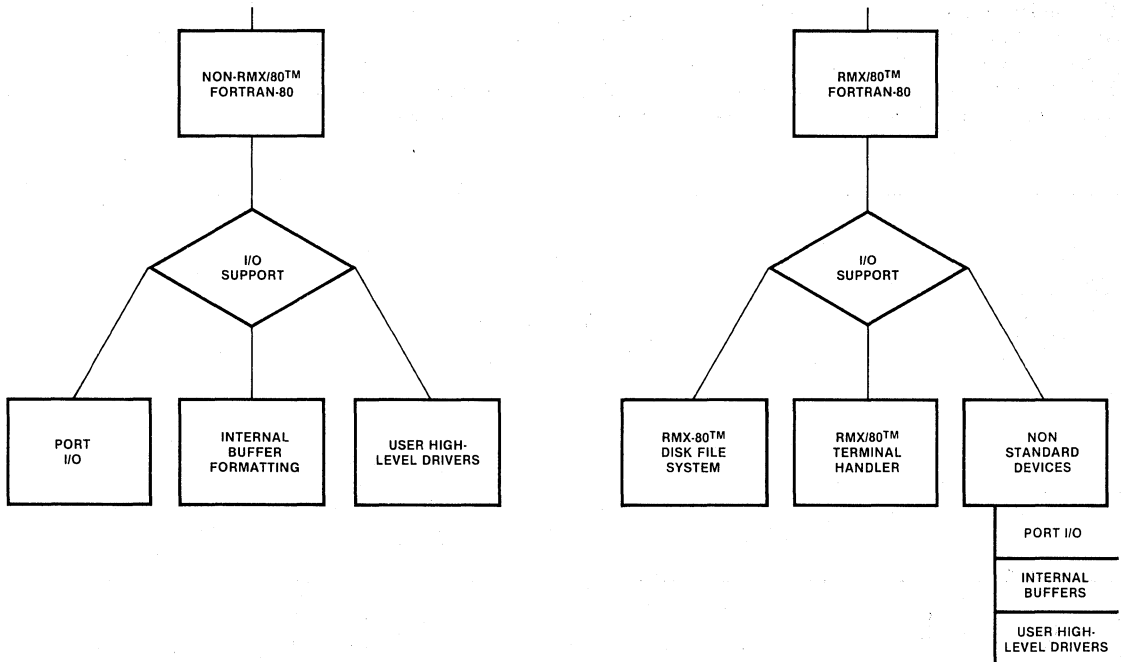 NON-RMX/80™
FORTRAN-80
I/O
SUPPORT
PORT
I/O
INTERNAL
BUFFER
FORMATTING
USER HIGH-
LEVEL DRIVERS
RMX/80™
FORTRAN-80
I/O
SUPPORT
RMX-80™
DISK FILE
SYSTEM
RMX/80™
TERMINAL
HANDLER
NON
STANDARD
DEVICES
PORT I/O
INTERNAL
BUFFERS
USER HIGH-
LEVEL DRIVERS